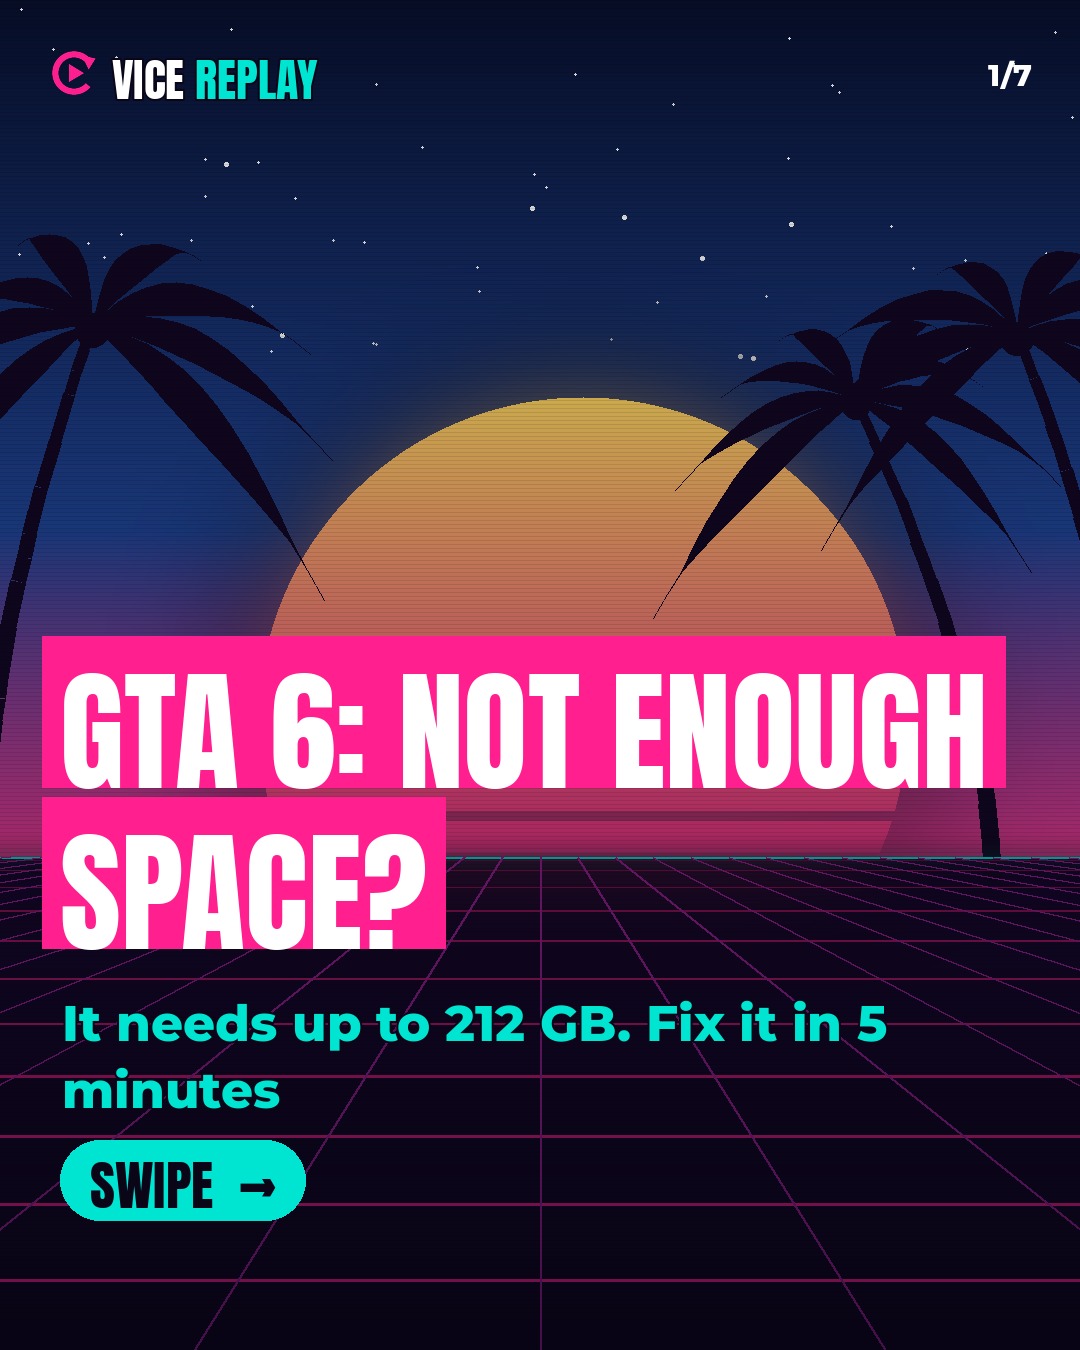 VICE REPLAY
1/7
GTA 6: NOT ENOUGH
SPACE?
It needs up to 212 GB. Fix it in 5
minutes
SWIPE →